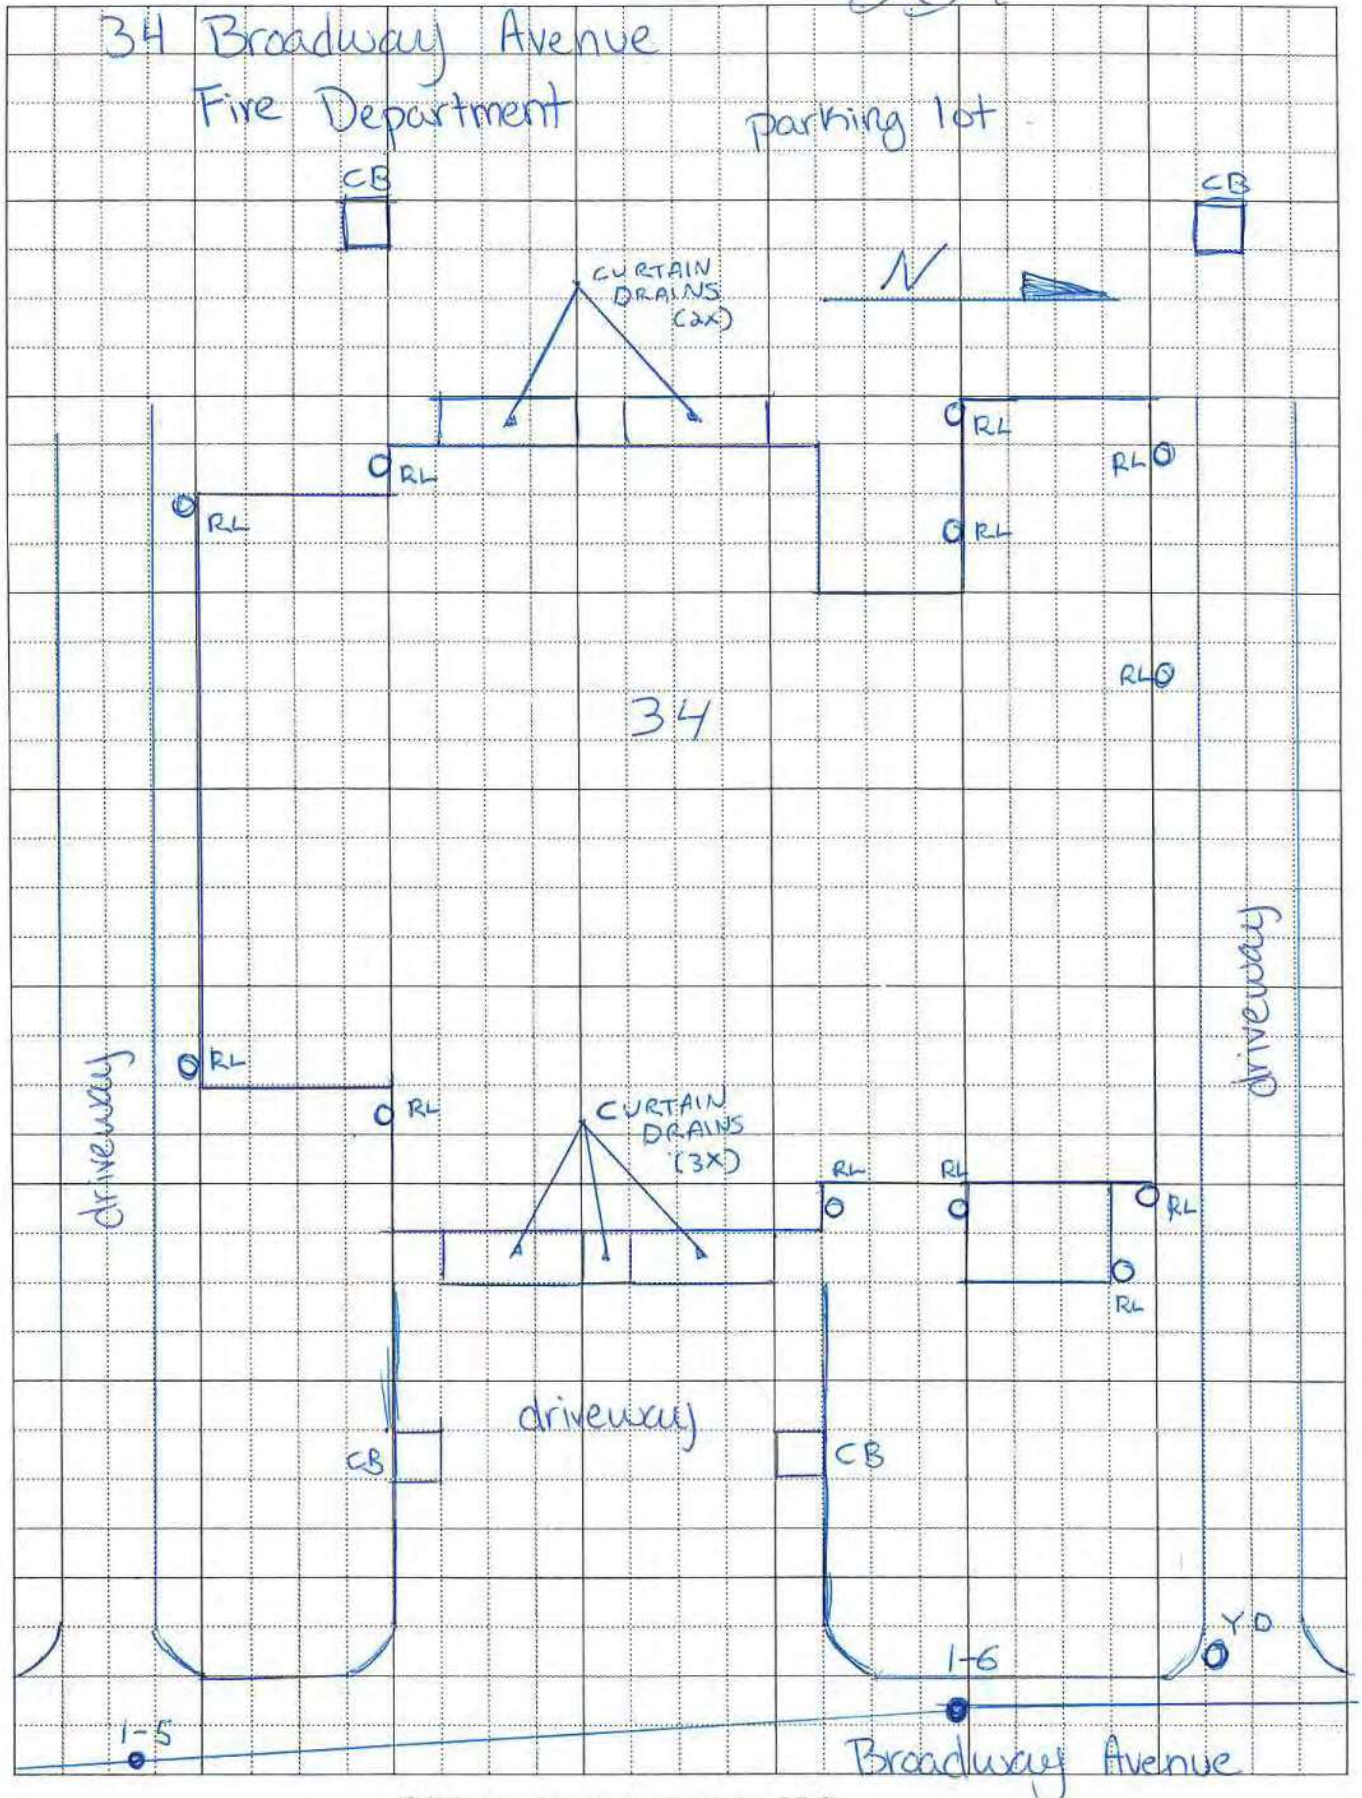 34 Broadway Avenue
Fire Department
parking lot
CB
CB
N
CURTAIN
DRAINS
(2X)
RL
RL
RL
RL
RL
RL
RL
34
driveway
driveway
RL
RL
CURTAIN
DRAINS
(3X)
RL
RL
RL
RL
driveway
CB
CB
YD
1-6
1-5
Broadway Avenue